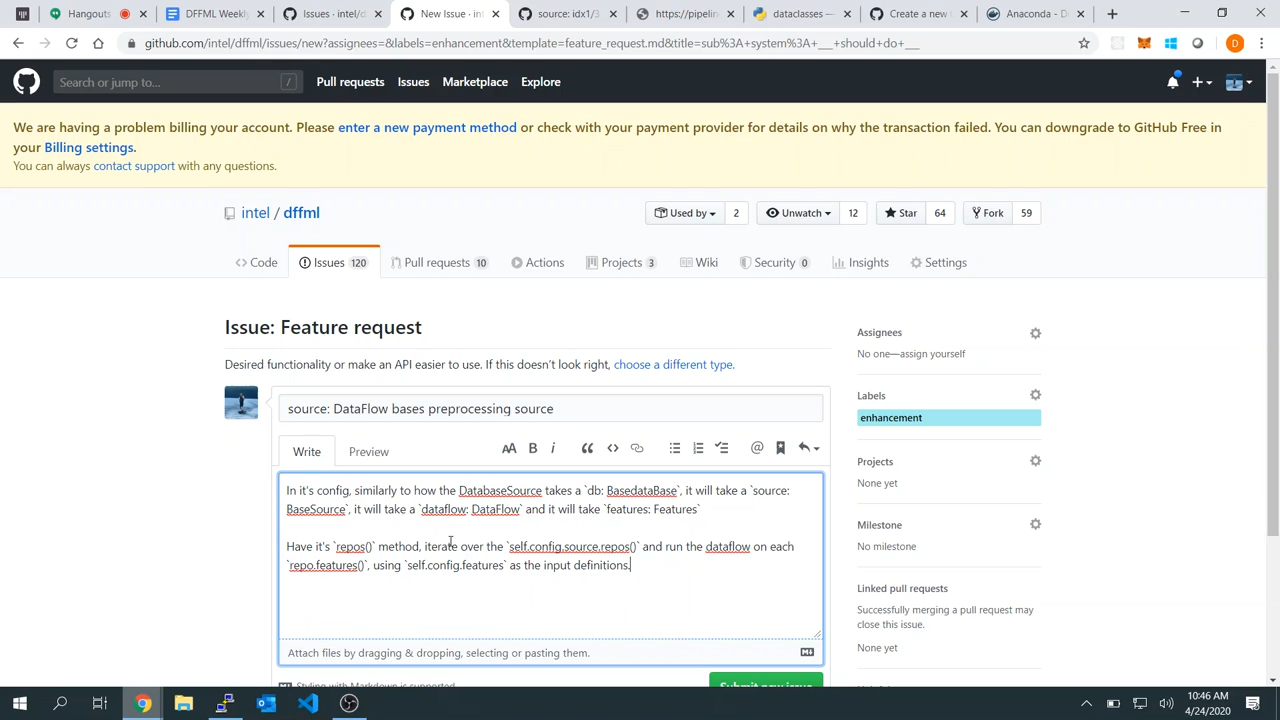 Hangouts
DFFML Weekly
Issues · intel/d
New Issue · int
source: idx1/3
https://pipelin
dataclasses —
Create a new
Anaconda - D
github.com/intel/dffml/issues/new?assignees=&labels=enhancement&template=feature_request.md&title=sub%3A+system%3A+___+should+do+___
D
Search or jump to...
/
Pull requests
Issues
Marketplace
Explore
We are having a problem billing your account. Please enter a new payment method or check with your payment provider for details on why the transaction failed. You can downgrade to GitHub Free in
your Billing settings.
You can always contact support with any questions.
intel / dffml
Used by 2
Unwatch 12
Star 64
Fork 59
Code
Issues 120
Pull requests 10
Actions
Projects 3
Wiki
Security 0
Insights
Settings
Issue: Feature request
Desired functionality or make an API easier to use. If this doesn't look right, choose a different type.
source: DataFlow bases preprocessing source
Write
Preview
AA B i
In it's config, similarly to how the DatabaseSource takes a `db: BasedataBase`, it will take a `source:
BaseSource`, it will take a `dataflow: DataFlow` and it will take `features: Features`
Have it's `repos()` method, iterate over the `self.config.source.repos()` and run the dataflow on each
`repo.features()`, using `self.config.features` as the input definitions.
Attach files by dragging & dropping, selecting or pasting them.
Styling with Markdown is supported
Submit new issue
Assignees
No one—assign yourself
Labels
enhancement
Projects
None yet
Milestone
No milestone
Linked pull requests
Successfully merging a pull request may
close this issue.
None yet
10:46 AM
4/24/2020